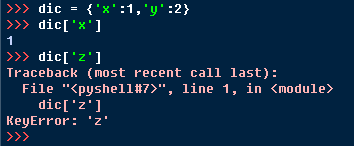 >>> dic = {'x':1,'y':2}
>>> dic['x']
1
>>> dic['z']
Traceback (most recent call last):
  File "<pyshell#7>", line 1, in <module>
    dic['z']
KeyError: 'z'
>>>